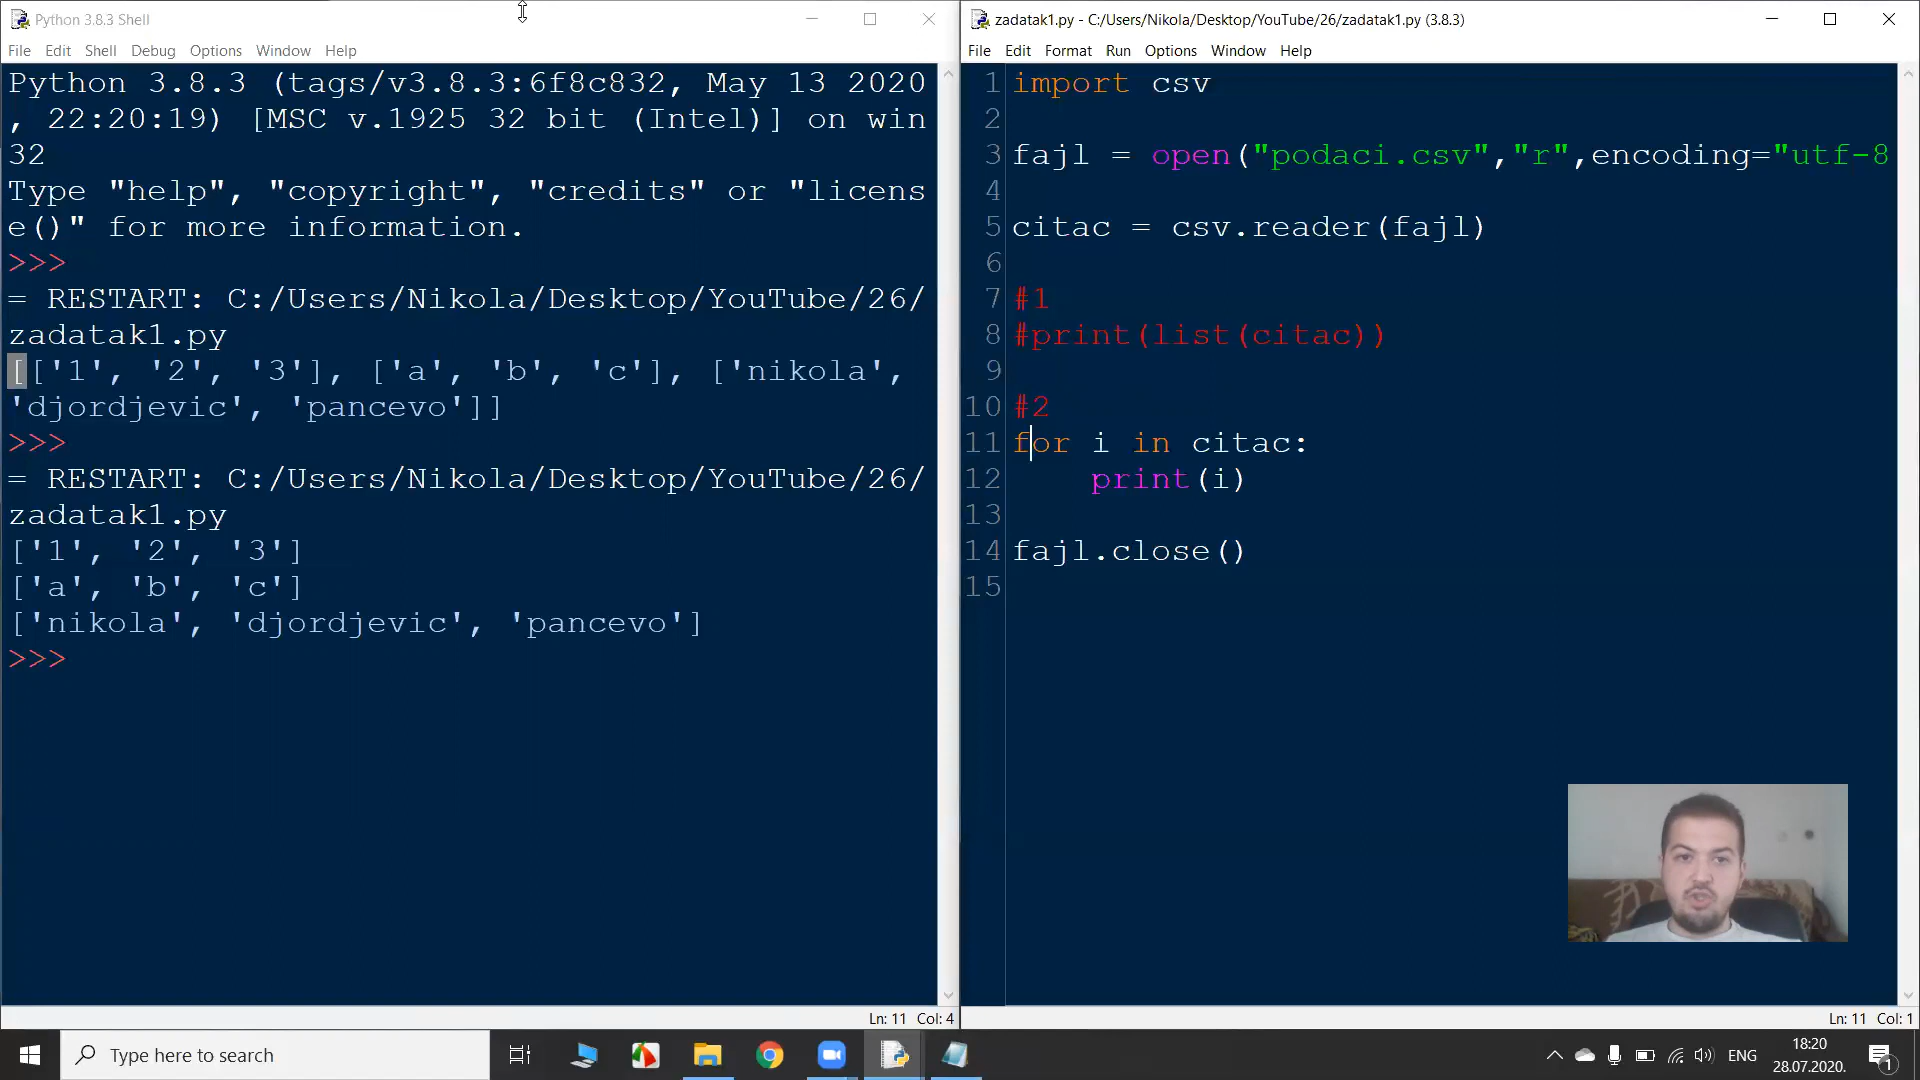 Python 3.8.3 Shell
File Edit Shell Debug Options Window Help
Python 3.8.3 (tags/v3.8.3:6f8c832, May 13 2020
, 22:20:19) [MSC v.1925 32 bit (Intel)] on win
32
Type "help", "copyright", "credits" or "licens
e()" for more information.
>>>
= RESTART: C:/Users/Nikola/Desktop/YouTube/26/
zadatak1.py
[['1', '2', '3'], ['a', 'b', 'c'], ['nikola',
'djordjevic', 'pancevo']]
>>>
= RESTART: C:/Users/Nikola/Desktop/YouTube/26/
zadatak1.py
['1', '2', '3']
['a', 'b', 'c']
['nikola', 'djordjevic', 'pancevo']
>>>
Ln: 11 Col: 4
zadatak1.py - C:/Users/Nikola/Desktop/YouTube/26/zadatak1.py (3.8.3)
File Edit Format Run Options Window Help
1 import csv
2
3 fajl = open("podaci.csv","r",encoding="utf-8
4
5 citac = csv.reader(fajl)
6
7 #1
8 #print(list(citac))
9
10 #2
11 for i in citac:
12 print(i)
13
14 fajl.close()
15
Ln: 11 Col: 1
Type here to search
ENG
18:20
28.07.2020.
1